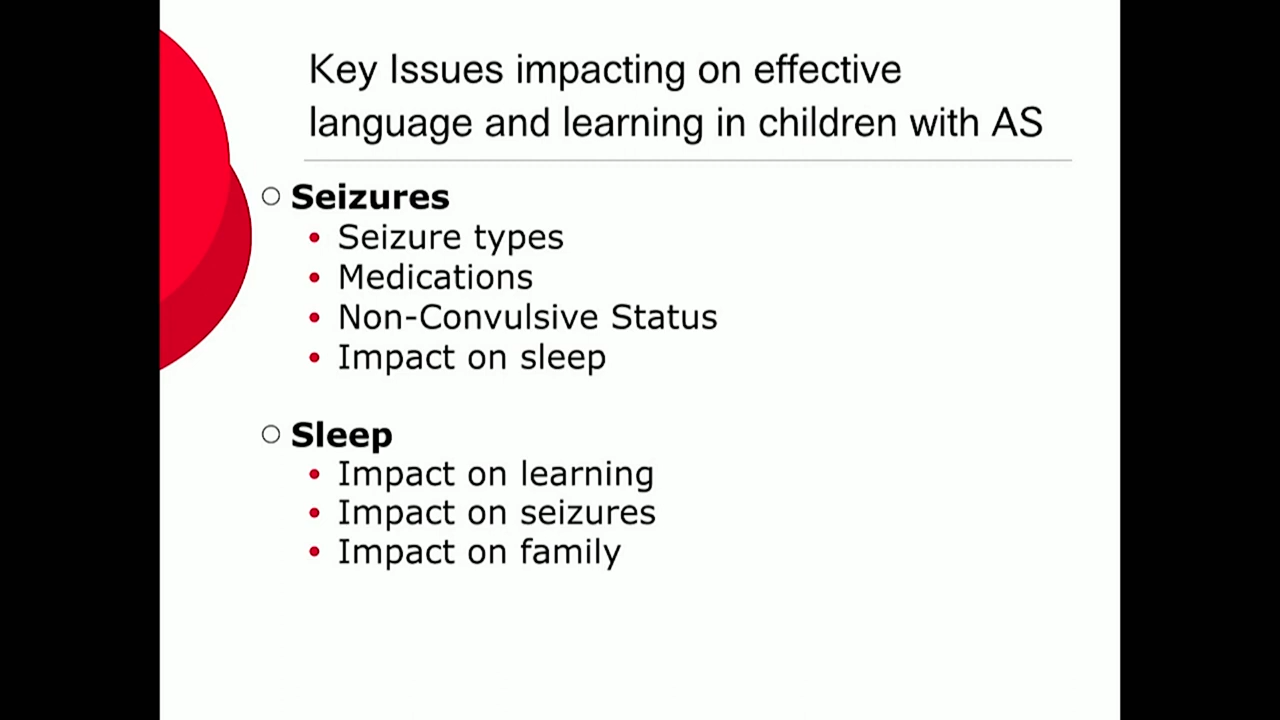 Key Issues impacting on effective
language and learning in children with AS
Seizures
Seizure types
Medications
Non-Convulsive Status
Impact on sleep
Sleep
Impact on learning
Impact on seizures
Impact on family